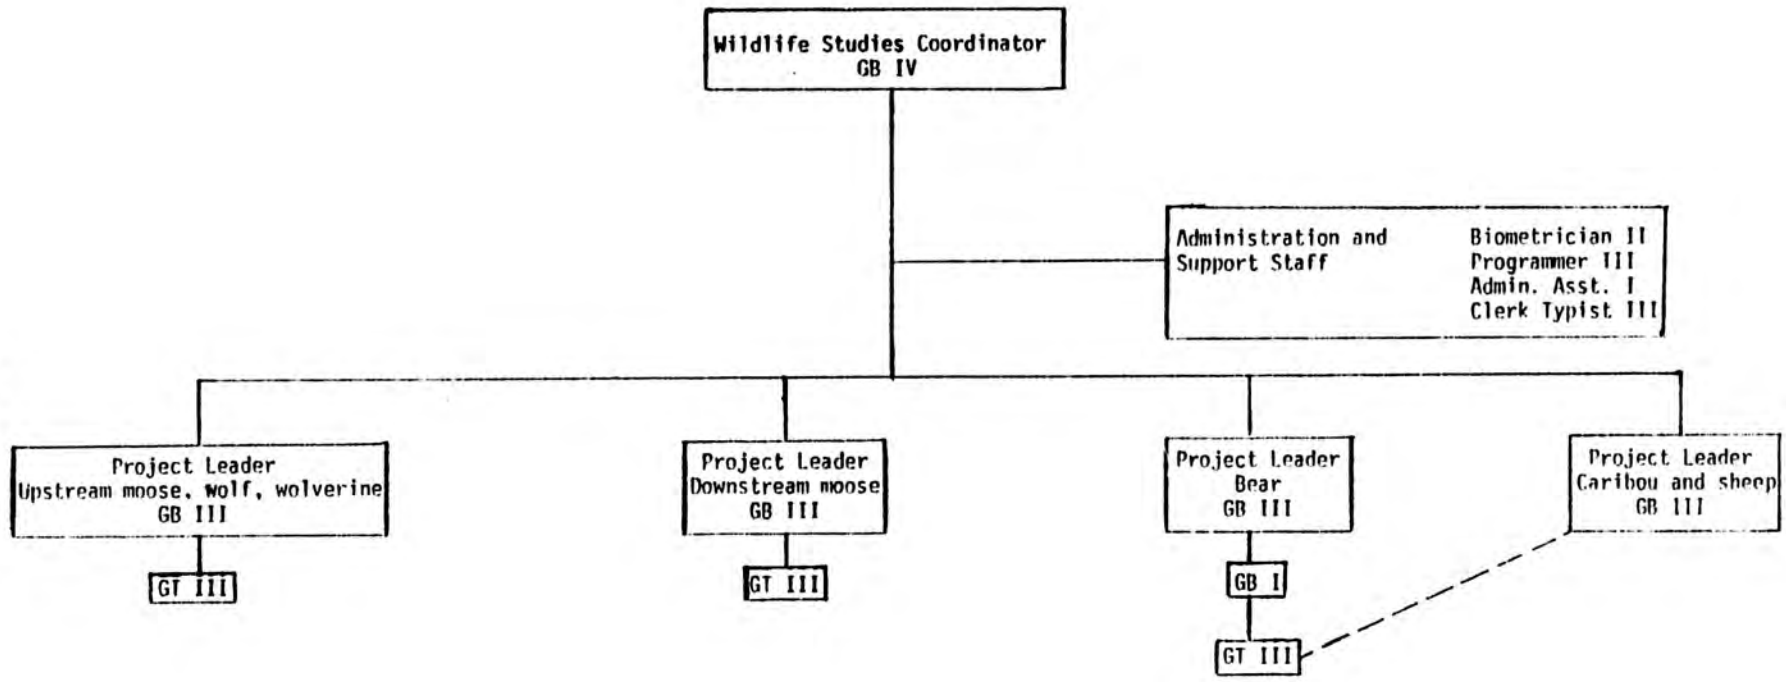 Wildlife Studies Coordinator
GB IV
Administration and
Support Staff
Biometrician II
Programmer III
Admin. Asst. I
Clerk Typist III
Project Leader
Upstream moose, wolf, wolverine
GB III
GT III
Project Leader
Downstream moose
GB III
GT III
Project Leader
Bear
GB III
GB I
GT III
Project Leader
Caribou and sheep
GB III